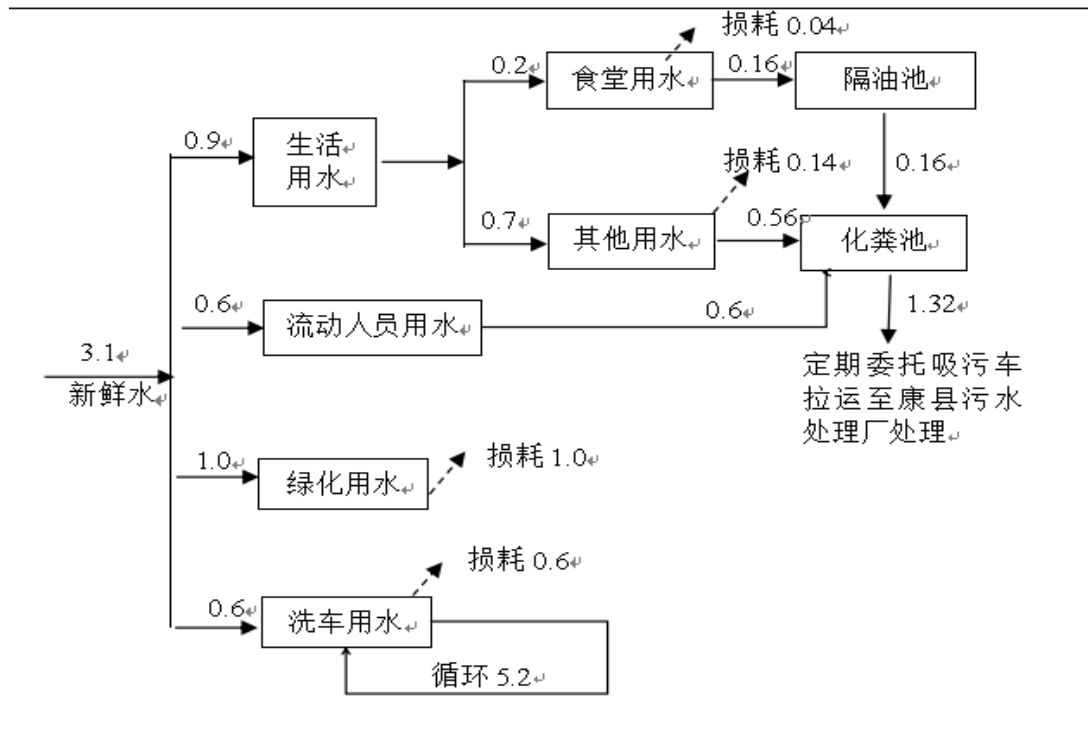 损耗 0.04
0.2
食堂用水
0.16
隔油池
0.9
生活
用水
损耗 0.14
0.16
0.7
其他用水
0.56
化粪池
0.6
流动人员用水
0.6
1.32
3.1
新鲜水
定期委托吸污车
拉运至康县污水
处理厂处理
1.0
绿化用水
损耗 1.0
损耗 0.6
0.6
洗车用水
循环 5.2